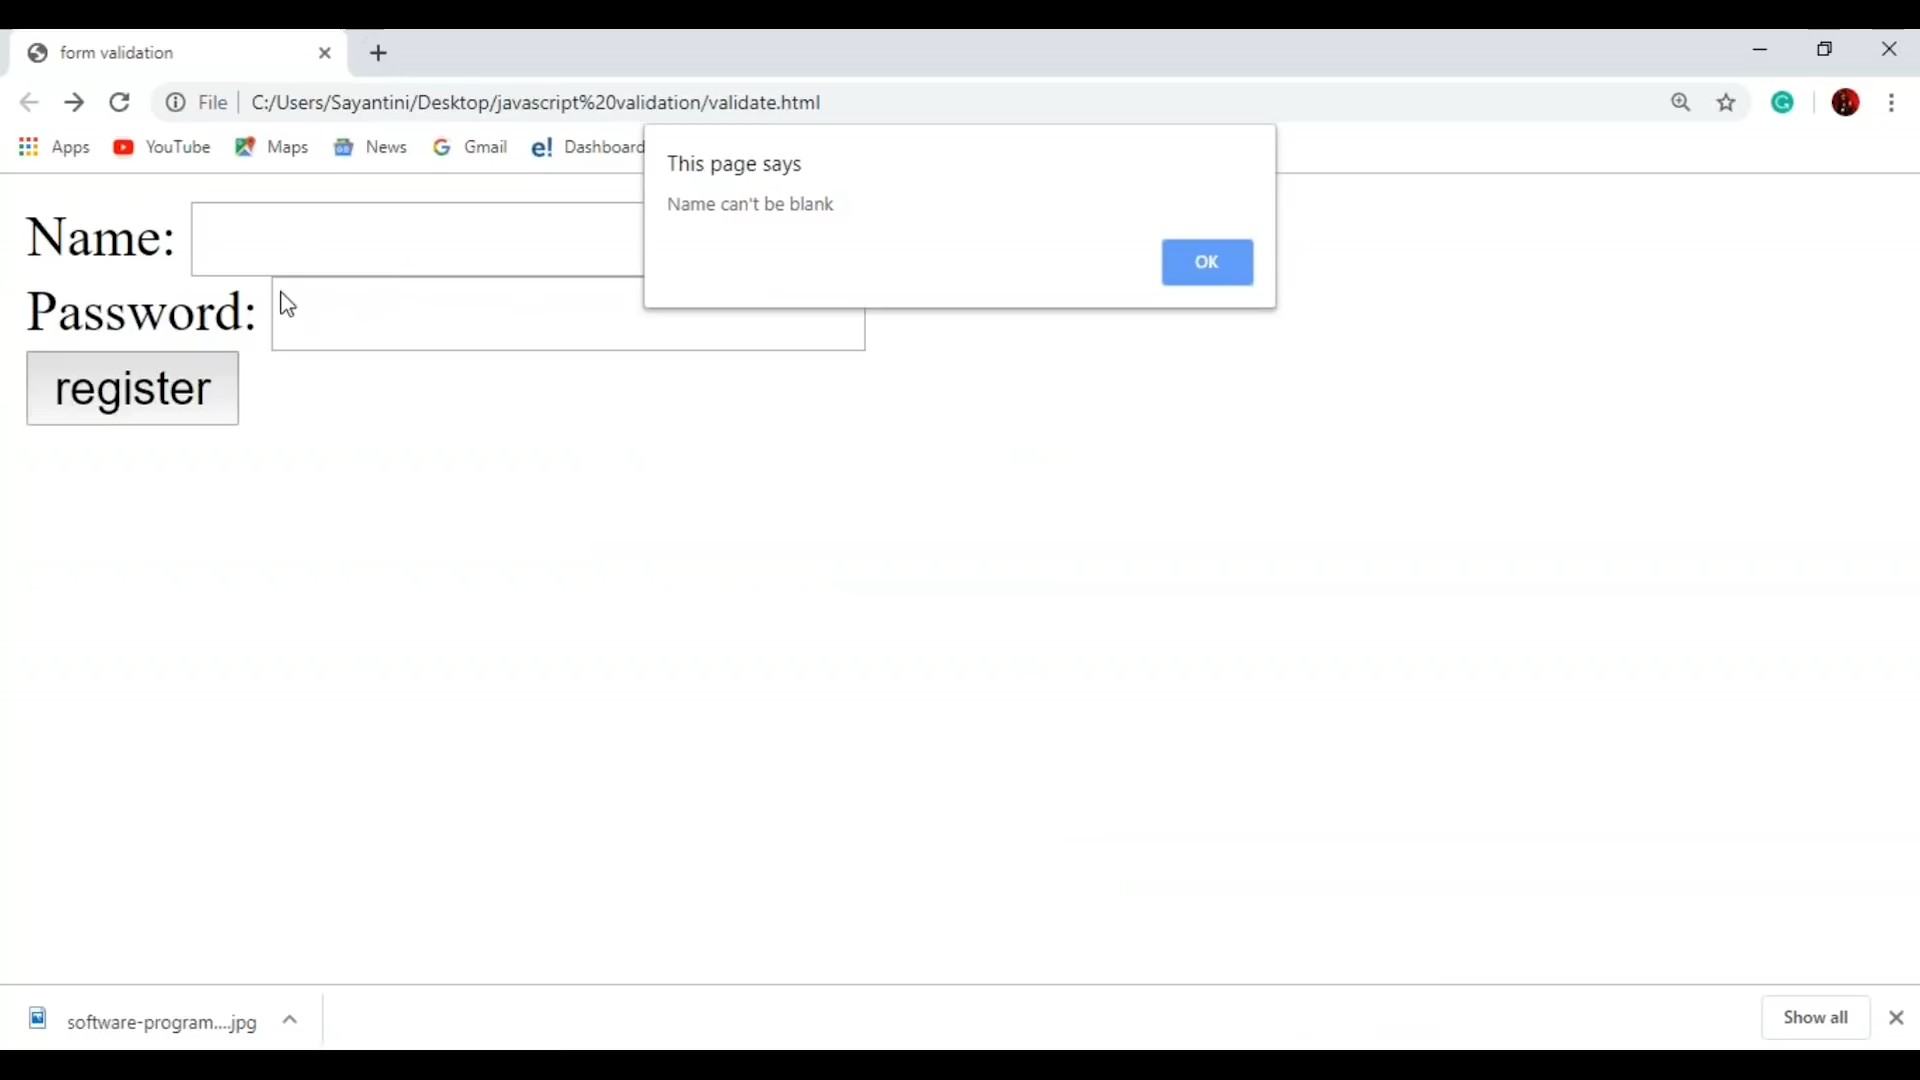 form validation
File C:/Users/Sayantini/Desktop/javascript%20validation/validate.html
Apps YouTube Maps News Gmail e! Dashboard
This page says
Name can't be blank
OK
Name:
Password:
register
software-program....jpg
Show all